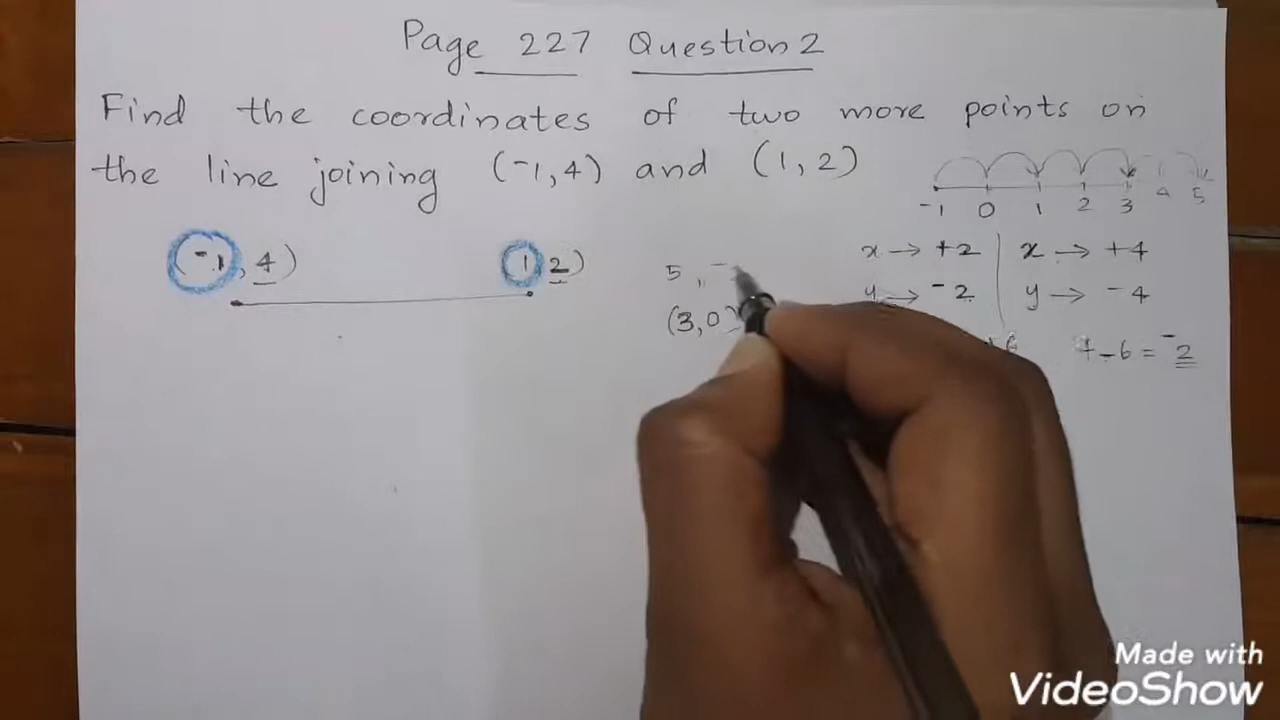 Page 227 Question 2
Find the coordinates of two more points on
the line joining (-1, 4) and (1, 2)
-1 0 1 2 3 4 5
(-1, 4) 1 2)
x → +2 x → +4
y → -2 y → -4
5 , -
(3,0)
-6 = -2
Made with
VideoShow